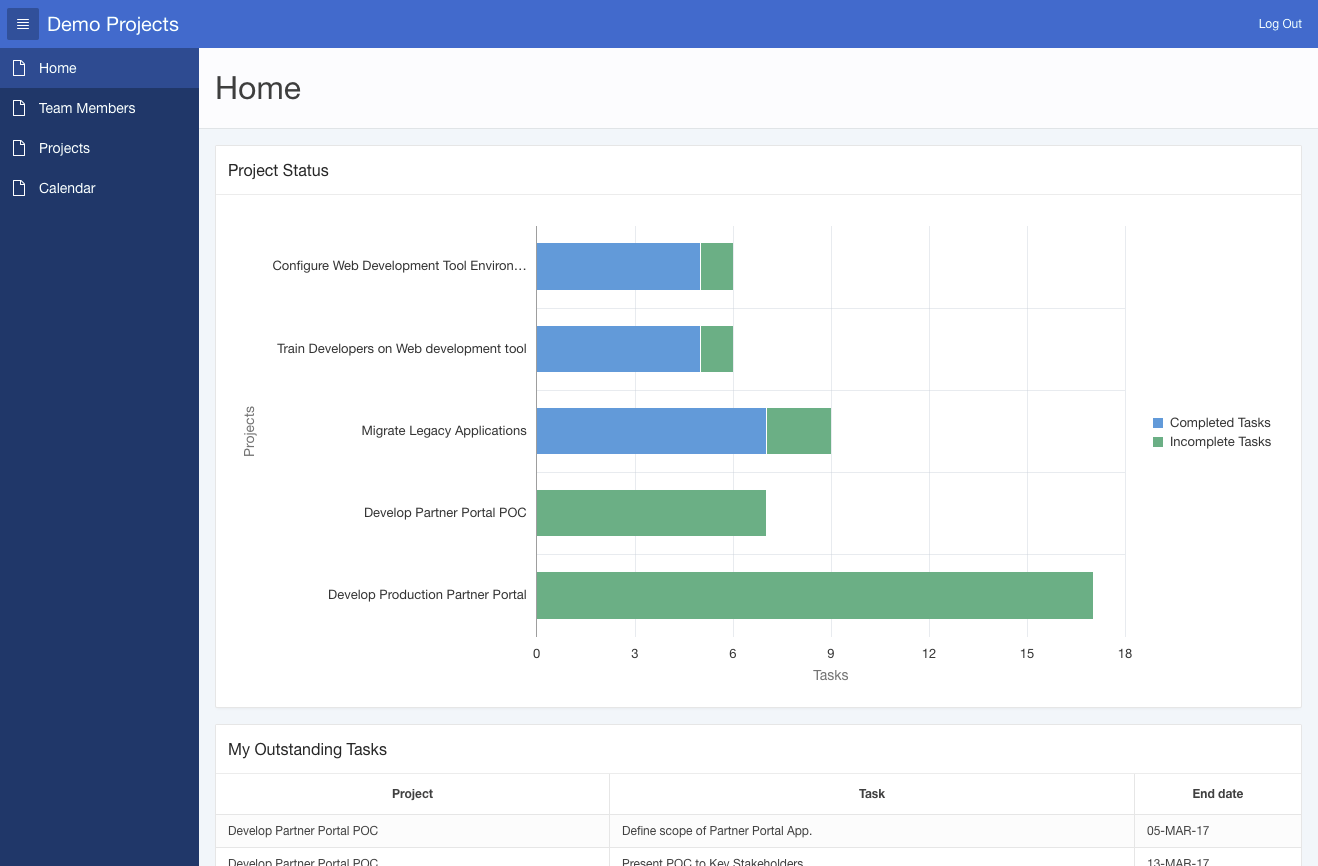 Demo Projects
Log Out
Home
Team Members
Projects
Calendar
Home
Project Status
Configure Web Development Tool Environ…
Train Developers on Web development tool
Migrate Legacy Applications
Develop Partner Portal POC
Develop Production Partner Portal
Projects
0 3 6 9 12 15 18
Tasks
Completed Tasks
Incomplete Tasks
My Outstanding Tasks
Project Task End date
Develop Partner Portal POC Define scope of Partner Portal App. 05-MAR-17
Develop Partner Portal POC Present POC to Key Stakeholders 13-MAR-17